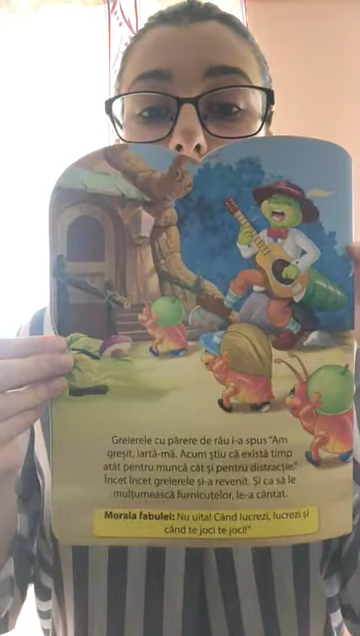 Greierele cu părere de rău i-a spus "Am
greșit, iartă-mă. Acum știu că există timp
atât pentru muncă cât și pentru distracție."
Încet încet greierele și-a revenit. Și ca să le
mulțumească furnicuțelor, le-a cântat.
Morala fabulei: Nu uita! Când lucrezi, lucrezi și
când te joci te joci!"